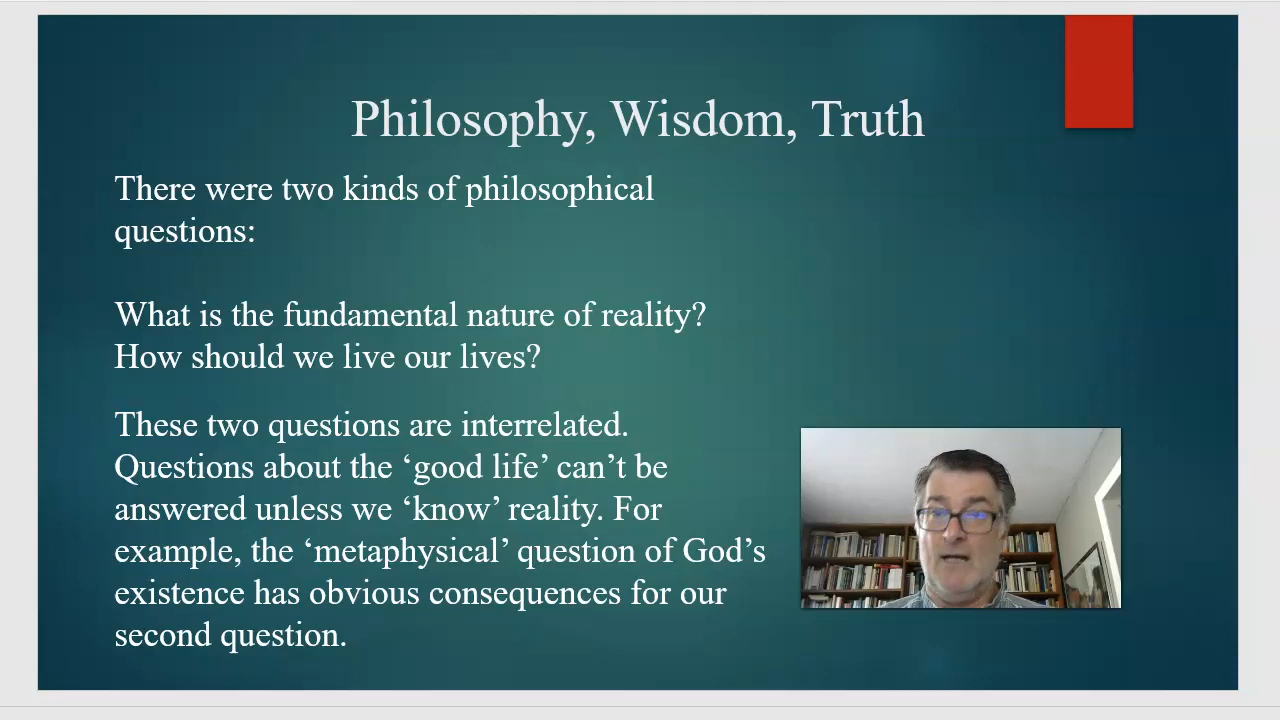 Philosophy, Wisdom, Truth
There were two kinds of philosophical
questions:
What is the fundamental nature of reality?
How should we live our lives?
These two questions are interrelated.
Questions about the ‘good life’ can’t be
answered unless we ‘know’ reality. For
example, the ‘metaphysical’ question of God’s
existence has obvious consequences for our
second question.